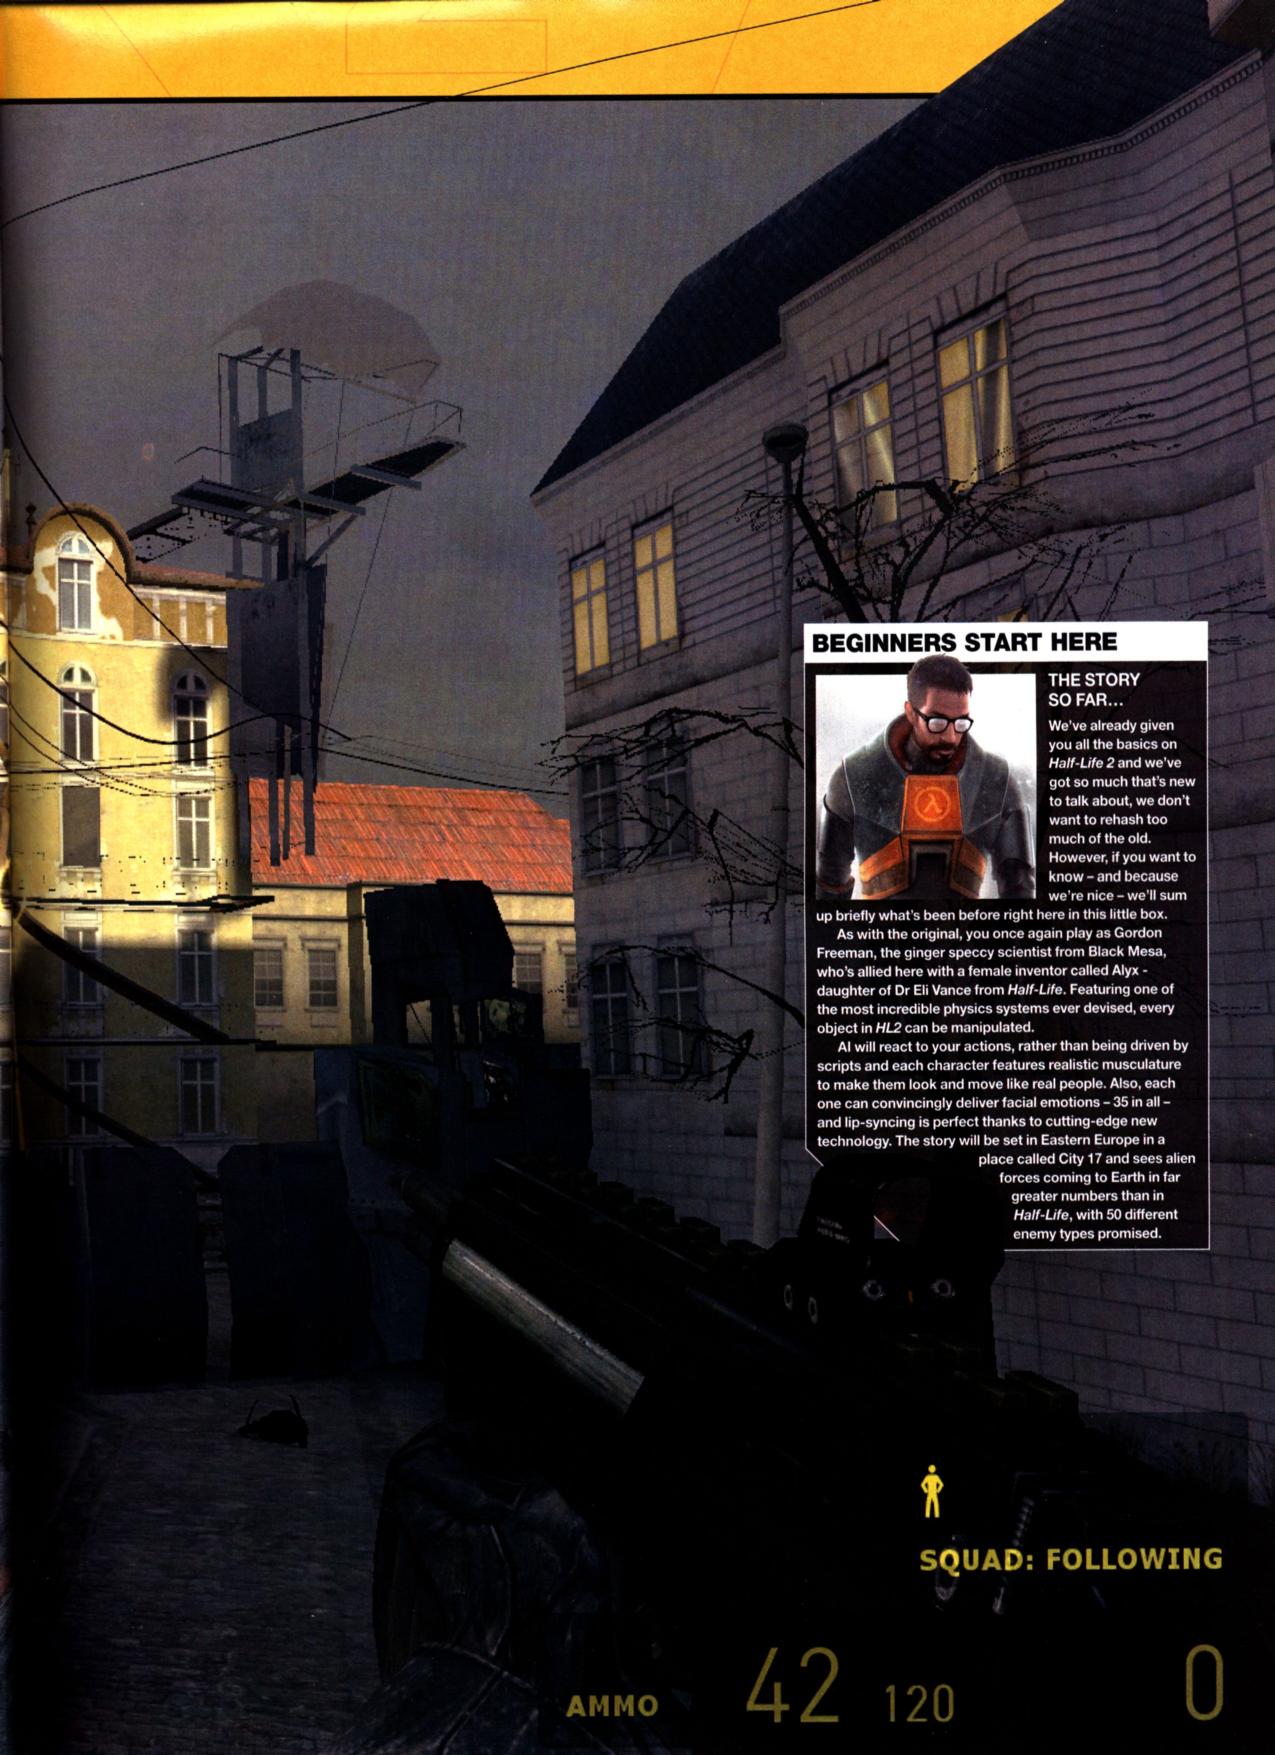 BEGINNERS START HERE
THE STORY
SO FAR...
We've already given
you all the basics on
Half-Life 2 and we've
got so much that's new
to talk about, we don't
want to rehash too
much of the old.
However, if you want to
know – and because
we're nice – we'll sum
up briefly what's been before right here in this little box.
As with the original, you once again play as Gordon
Freeman, the ginger speccy scientist from Black Mesa,
who's allied here with a female inventor called Alyx -
daughter of Dr Eli Vance from Half-Life. Featuring one of
the most incredible physics systems ever devised, every
object in HL2 can be manipulated.
AI will react to your actions, rather than being driven by
scripts and each character features realistic musculature
to make them look and move like real people. Also, each
one can convincingly deliver facial emotions – 35 in all –
and lip-syncing is perfect thanks to cutting-edge new
technology. The story will be set in Eastern Europe in a
place called City 17 and sees alien
forces coming to Earth in far
greater numbers than in
Half-Life, with 50 different
enemy types promised.
SQUAD: FOLLOWING
AMMO 42 120 0